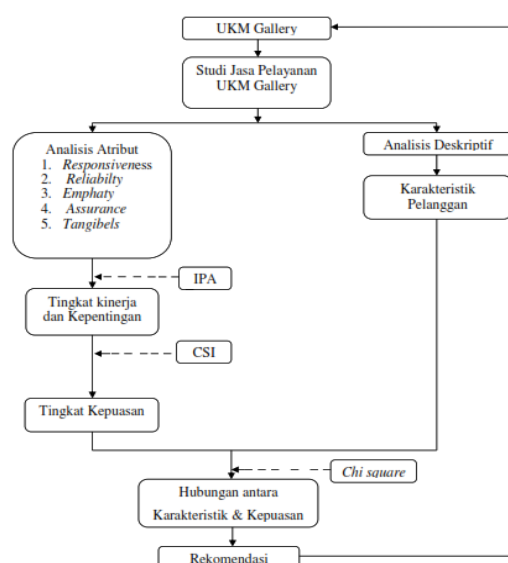 UKM Gallery
Studi Jasa Pelayanan
UKM Gallery
Analisis Atribut
1. Responsiveness
2. Reliabilty
3. Emphaty
4. Assurance
5. Tangibels
Analisis Deskriptif
Karakteristik
Pelanggan
IPA
Tingkat kinerja
dan Kepentingan
CSI
Tingkat Kepuasan
Chi square
Hubungan antara
Karakteristik & Kepuasan
Rekomendasi